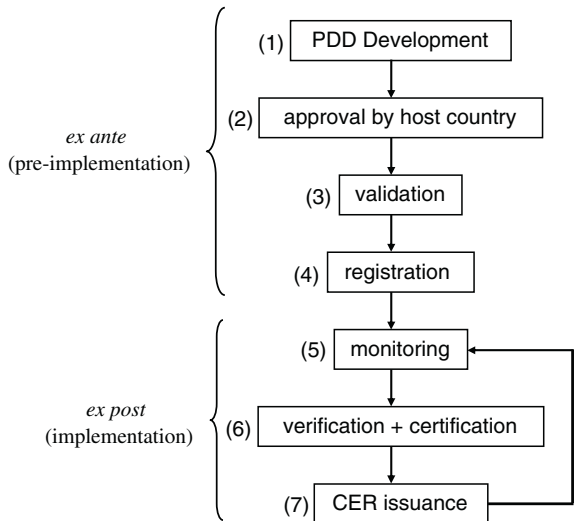 (1) PDD Development
(2) approval by host country
ex ante
(pre-implementation)
(3) validation
(4) registration
(5) monitoring
ex post
(implementation)
(6) verification + certification
(7) CER issuance